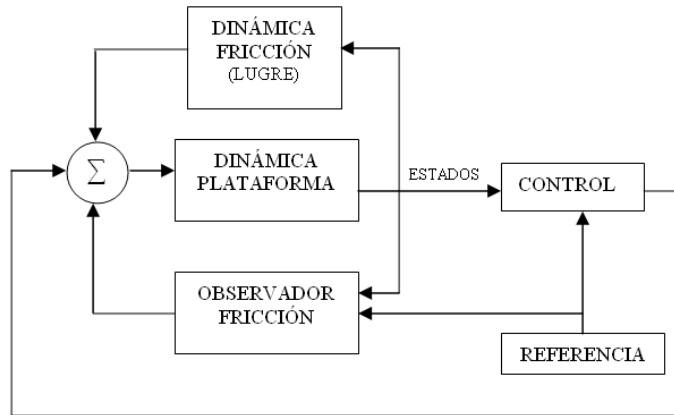 DINÁMICA
FRICCIÓN
(LUGRE)
Σ
DINÁMICA
PLATAFORMA
ESTADOS
CONTROL
OBSERVADOR
FRICCIÓN
REFERENCIA